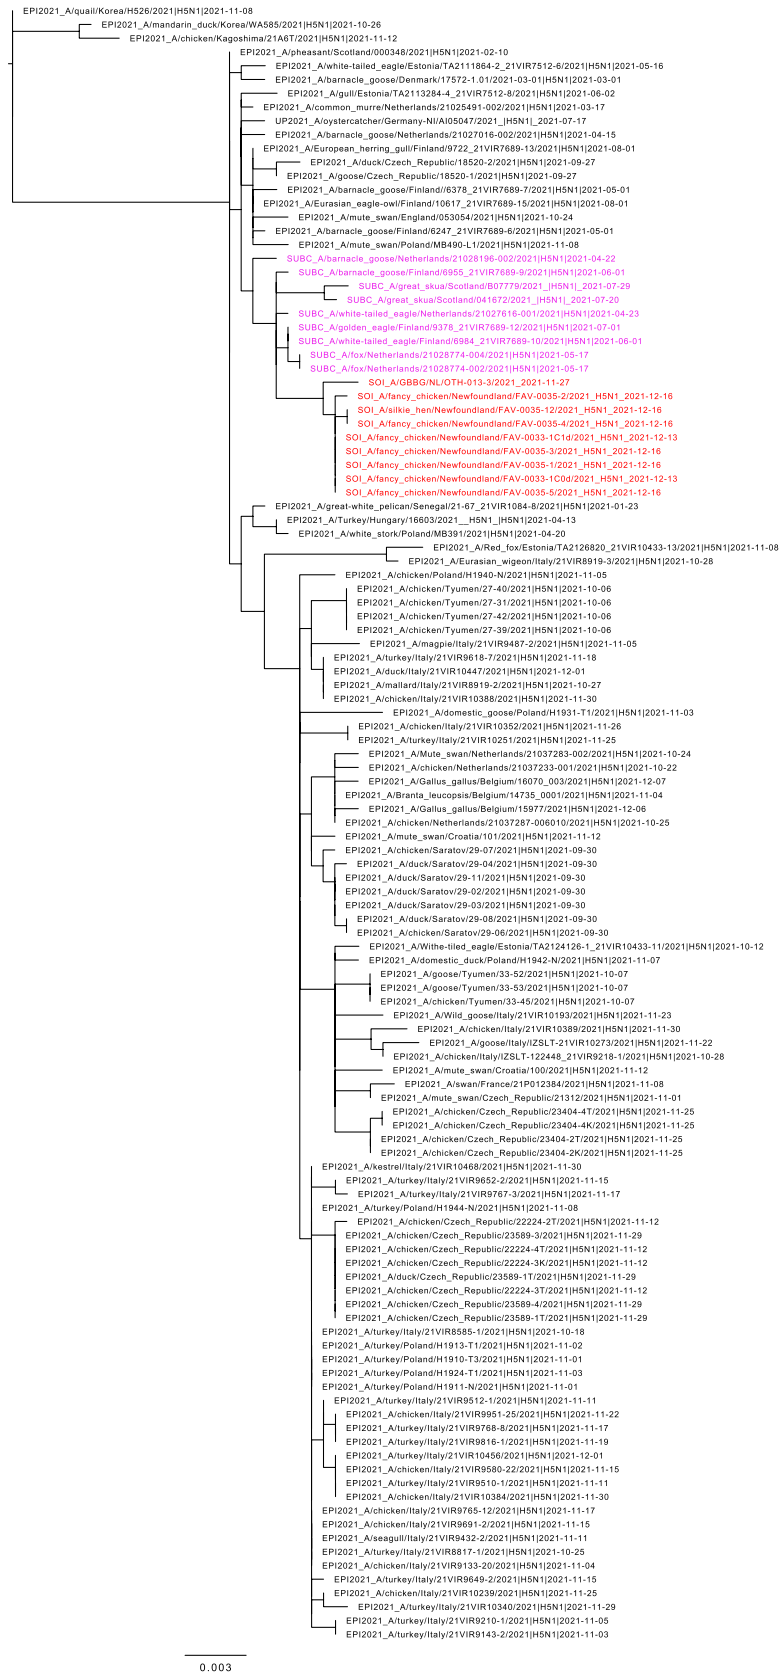 EPI2021_A/quail/Korea/H526/2021|H5N1|2021-11-08
EPI2021_A/mandarin_duck/Korea/WA585/2021|H5N1|2021-10-26
EPI2021_A/chicken/Kagoshima/21A6T/2021|H5N1|2021-11-12
EPI2021_A/pheasant/Scotland/000348/2021|H5N1|2021-02-10
EPI2021_A/white-tailed_eagle/Estonia/TA2111864-2_21VIR7512-6/2021|H5N1|2021-05-16
EPI2021_A/barnacle_goose/Denmark/17572-1.01/2021-03-01|H5N1|2021-03-01
EPI2021_A/gull/Estonia/TA2113284-4_21VIR7512-8/2021|H5N1|2021-06-02
EPI2021_A/common_murre/Netherlands/21025491-002/2021|H5N1|2021-03-17
UP2021_A/oystercatcher/Germany-NI/AI05047/2021_|H5N1|_2021-07-17
EPI2021_A/barnacle_goose/Netherlands/21027016-002/2021|H5N1|2021-04-15
EPI2021_A/European_herring_gull/Finland/9722_21VIR7689-13/2021|H5N1|2021-08-01
EPI2021_A/duck/Czech_Republic/18520-2/2021|H5N1|2021-09-27
EPI2021_A/goose/Czech_Republic/18520-1/2021|H5N1|2021-09-27
EPI2021_A/barnacle_goose/Finland//6378_21VIR7689-7/2021|H5N1|2021-05-01
EPI2021_A/Eurasian_eagle-owl/Finland/10617_21VIR7689-15/2021|H5N1|2021-08-01
EPI2021_A/mute_swan/England/053054/2021|H5N1|2021-10-24
EPI2021_A/barnacle_goose/Finland/6247_21VIR7689-6/2021|H5N1|2021-05-01
EPI2021_A/mute_swan/Poland/MB490-L1/2021|H5N1|2021-11-08
SUBC_A/barnacle_goose/Netherlands/21028196-002/2021|H5N1|2021-04-22
SUBC_A/barnacle_goose/Finland/6955_21VIR7689-9/2021|H5N1|2021-06-01
SUBC_A/great_skua/Scotland/B07779/2021_|H5N1|_2021-07-29
SUBC_A/great_skua/Scotland/041672/2021_|H5N1|_2021-07-20
SUBC_A/white-tailed_eagle/Netherlands/21027616-001/2021|H5N1|2021-04-23
SUBC_A/golden_eagle/Finland/9378_21VIR7689-12/2021|H5N1|2021-07-01
SUBC_A/white-tailed_eagle/Finland/6984_21VIR7689-10/2021|H5N1|2021-06-01
SUBC_A/fox/Netherlands/21028774-004/2021|H5N1|2021-05-17
SUBC_A/fox/Netherlands/21028774-002/2021|H5N1|2021-05-17
SOI_A/GBBG/NL/OTH-013-3/2021_2021-11-27
SOI_A/fancy_chicken/Newfoundland/FAV-0035-2/2021_H5N1_2021-12-16
SOI_A/silkie_hen/Newfoundland/FAV-0035-12/2021_H5N1_2021-12-16
SOI_A/fancy_chicken/Newfoundland/FAV-0035-4/2021_H5N1_2021-12-16
SOI_A/fancy_chicken/Newfoundland/FAV-0033-1C1d/2021_H5N1_2021-12-13
SOI_A/fancy_chicken/Newfoundland/FAV-0035-3/2021_H5N1_2021-12-16
SOI_A/fancy_chicken/Newfoundland/FAV-0035-1/2021_H5N1_2021-12-16
SOI_A/fancy_chicken/Newfoundland/FAV-0033-1C0d/2021_H5N1_2021-12-13
SOI_A/fancy_chicken/Newfoundland/FAV-0035-5/2021_H5N1_2021-12-16
EPI2021_A/great-white_pelican/Senegal/21-67_21VIR1084-8/2021|H5N1|2021-01-23
EPI2021_A/Turkey/Hungary/16603/2021__H5N1_|H5N1|2021-04-13
EPI2021_A/white_stork/Poland/MB391/2021|H5N1|2021-04-20
EPI2021_A/Red_fox/Estonia/TA2126820_21VIR10433-13/2021|H5N1|2021-11-08
EPI2021_A/Eurasian_wigeon/Italy/21VIR8919-3/2021|H5N1|2021-10-28
EPI2021_A/chicken/Poland/H1940-N/2021|H5N1|2021-11-05
EPI2021_A/chicken/Tyumen/27-40/2021|H5N1|2021-10-06
EPI2021_A/chicken/Tyumen/27-31/2021|H5N1|2021-10-06
EPI2021_A/chicken/Tyumen/27-42/2021|H5N1|2021-10-06
EPI2021_A/chicken/Tyumen/27-39/2021|H5N1|2021-10-06
EPI2021_A/magpie/Italy/21VIR9487-2/2021|H5N1|2021-11-05
EPI2021_A/turkey/Italy/21VIR9618-7/2021|H5N1|2021-11-18
EPI2021_A/duck/Italy/21VIR10447/2021|H5N1|2021-12-01
EPI2021_A/mallard/Italy/21VIR8919-2/2021|H5N1|2021-10-27
EPI2021_A/chicken/Italy/21VIR10388/2021|H5N1|2021-11-30
EPI2021_A/domestic_goose/Poland/H1931-T1/2021|H5N1|2021-11-03
EPI2021_A/chicken/Italy/21VIR10352/2021|H5N1|2021-11-26
EPI2021_A/turkey/Italy/21VIR10251/2021|H5N1|2021-11-25
EPI2021_A/Mute_swan/Netherlands/21037283-002/2021|H5N1|2021-10-24
EPI2021_A/chicken/Netherlands/21037233-001/2021|H5N1|2021-10-22
EPI2021_A/Gallus_gallus/Belgium/16070_003/2021|H5N1|2021-12-07
EPI2021_A/Branta_leucopsis/Belgium/14735_0001/2021|H5N1|2021-11-04
EPI2021_A/Gallus_gallus/Belgium/15977/2021|H5N1|2021-12-06
EPI2021_A/chicken/Netherlands/21037287-006010/2021|H5N1|2021-10-25
EPI2021_A/mute_swan/Croatia/101/2021|H5N1|2021-11-12
EPI2021_A/chicken/Saratov/29-07/2021|H5N1|2021-09-30
EPI2021_A/duck/Saratov/29-04/2021|H5N1|2021-09-30
EPI2021_A/duck/Saratov/29-11/2021|H5N1|2021-09-30
EPI2021_A/duck/Saratov/29-02/2021|H5N1|2021-09-30
EPI2021_A/duck/Saratov/29-03/2021|H5N1|2021-09-30
EPI2021_A/duck/Saratov/29-08/2021|H5N1|2021-09-30
EPI2021_A/chicken/Saratov/29-06/2021|H5N1|2021-09-30
EPI2021_A/Withe-tiled_eagle/Estonia/TA2124126-1_21VIR10433-11/2021|H5N1|2021-10-12
EPI2021_A/domestic_duck/Poland/H1942-N/2021|H5N1|2021-11-07
EPI2021_A/goose/Tyumen/33-52/2021|H5N1|2021-10-07
EPI2021_A/goose/Tyumen/33-53/2021|H5N1|2021-10-07
EPI2021_A/chicken/Tyumen/33-45/2021|H5N1|2021-10-07
EPI2021_A/Wild_goose/Italy/21VIR10193/2021|H5N1|2021-11-23
EPI2021_A/chicken/Italy/21VIR10389/2021|H5N1|2021-11-30
EPI2021_A/goose/Italy/IZSLT-21VIR10273/2021|H5N1|2021-11-22
EPI2021_A/chicken/Italy/IZSLT-122448_21VIR9218-1/2021|H5N1|2021-10-28
EPI2021_A/mute_swan/Croatia/100/2021|H5N1|2021-11-12
EPI2021_A/swan/France/21P012384/2021|H5N1|2021-11-08
EPI2021_A/mute_swan/Czech_Republic/21312/2021|H5N1|2021-11-01
EPI2021_A/chicken/Czech_Republic/23404-4T/2021|H5N1|2021-11-25
EPI2021_A/chicken/Czech_Republic/23404-4K/2021|H5N1|2021-11-25
EPI2021_A/chicken/Czech_Republic/23404-2T/2021|H5N1|2021-11-25
EPI2021_A/chicken/Czech_Republic/23404-2K/2021|H5N1|2021-11-25
EPI2021_A/kestrel/Italy/21VIR10468/2021|H5N1|2021-11-30
EPI2021_A/turkey/Italy/21VIR9652-2/2021|H5N1|2021-11-15
EPI2021_A/turkey/Italy/21VIR9767-3/2021|H5N1|2021-11-17
EPI2021_A/turkey/Poland/H1944-N/2021|H5N1|2021-11-08
EPI2021_A/chicken/Czech_Republic/22224-2T/2021|H5N1|2021-11-12
EPI2021_A/chicken/Czech_Republic/23589-3/2021|H5N1|2021-11-29
EPI2021_A/chicken/Czech_Republic/22224-4T/2021|H5N1|2021-11-12
EPI2021_A/chicken/Czech_Republic/22224-3K/2021|H5N1|2021-11-12
EPI2021_A/duck/Czech_Republic/23589-1T/2021|H5N1|2021-11-29
EPI2021_A/chicken/Czech_Republic/22224-3T/2021|H5N1|2021-11-12
EPI2021_A/chicken/Czech_Republic/23589-4/2021|H5N1|2021-11-29
EPI2021_A/chicken/Czech_Republic/23589-1T/2021|H5N1|2021-11-29
EPI2021_A/turkey/Italy/21VIR8585-1/2021|H5N1|2021-10-18
EPI2021_A/turkey/Poland/H1913-T1/2021|H5N1|2021-11-02
EPI2021_A/turkey/Poland/H1910-T3/2021|H5N1|2021-11-01
EPI2021_A/turkey/Poland/H1924-T1/2021|H5N1|2021-11-03
EPI2021_A/turkey/Poland/H1911-N/2021|H5N1|2021-11-01
EPI2021_A/turkey/Italy/21VIR9512-1/2021|H5N1|2021-11-11
EPI2021_A/chicken/Italy/21VIR9951-25/2021|H5N1|2021-11-22
EPI2021_A/turkey/Italy/21VIR9768-8/2021|H5N1|2021-11-17
EPI2021_A/turkey/Italy/21VIR9816-1/2021|H5N1|2021-11-19
EPI2021_A/turkey/Italy/21VIR10456/2021|H5N1|2021-12-01
EPI2021_A/chicken/Italy/21VIR9580-22/2021|H5N1|2021-11-15
EPI2021_A/turkey/Italy/21VIR9510-1/2021|H5N1|2021-11-11
EPI2021_A/chicken/Italy/21VIR10384/2021|H5N1|2021-11-30
EPI2021_A/chicken/Italy/21VIR9765-12/2021|H5N1|2021-11-17
EPI2021_A/chicken/Italy/21VIR9691-2/2021|H5N1|2021-11-15
EPI2021_A/seagull/Italy/21VIR9432-2/2021|H5N1|2021-11-11
EPI2021_A/turkey/Italy/21VIR8817-1/2021|H5N1|2021-10-25
EPI2021_A/chicken/Italy/21VIR9133-20/2021|H5N1|2021-11-04
EPI2021_A/turkey/Italy/21VIR9649-2/2021|H5N1|2021-11-15
EPI2021_A/chicken/Italy/21VIR10239/2021|H5N1|2021-11-25
EPI2021_A/turkey/Italy/21VIR10340/2021|H5N1|2021-11-29
EPI2021_A/turkey/Italy/21VIR9210-1/2021|H5N1|2021-11-05
EPI2021_A/turkey/Italy/21VIR9143-2/2021|H5N1|2021-11-03
0.003